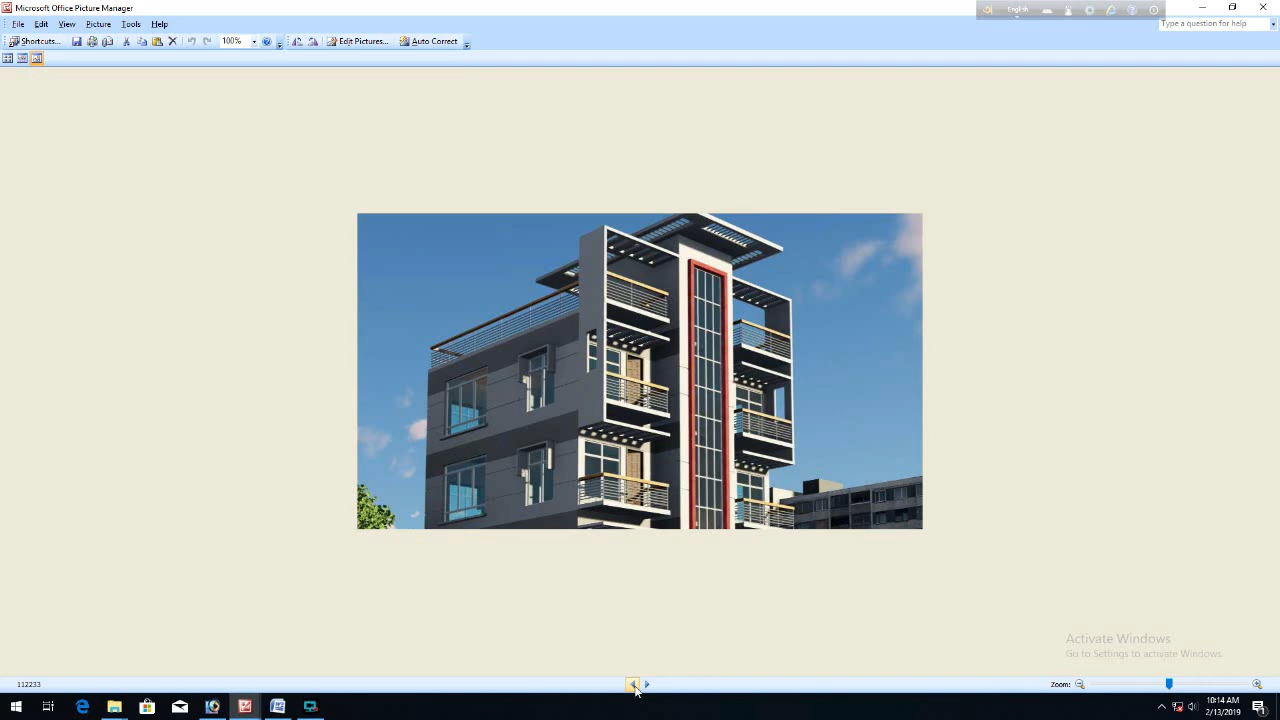 Microsoft Office Picture Manager
English
File Edit View Picture Tools Help
Type a question for help
Shortcuts... 100% Edit Pictures... Auto Correct
Activate Windows
Go to Settings to activate Windows.
112233 Zoom:
10:14 AM
2/13/2019
1